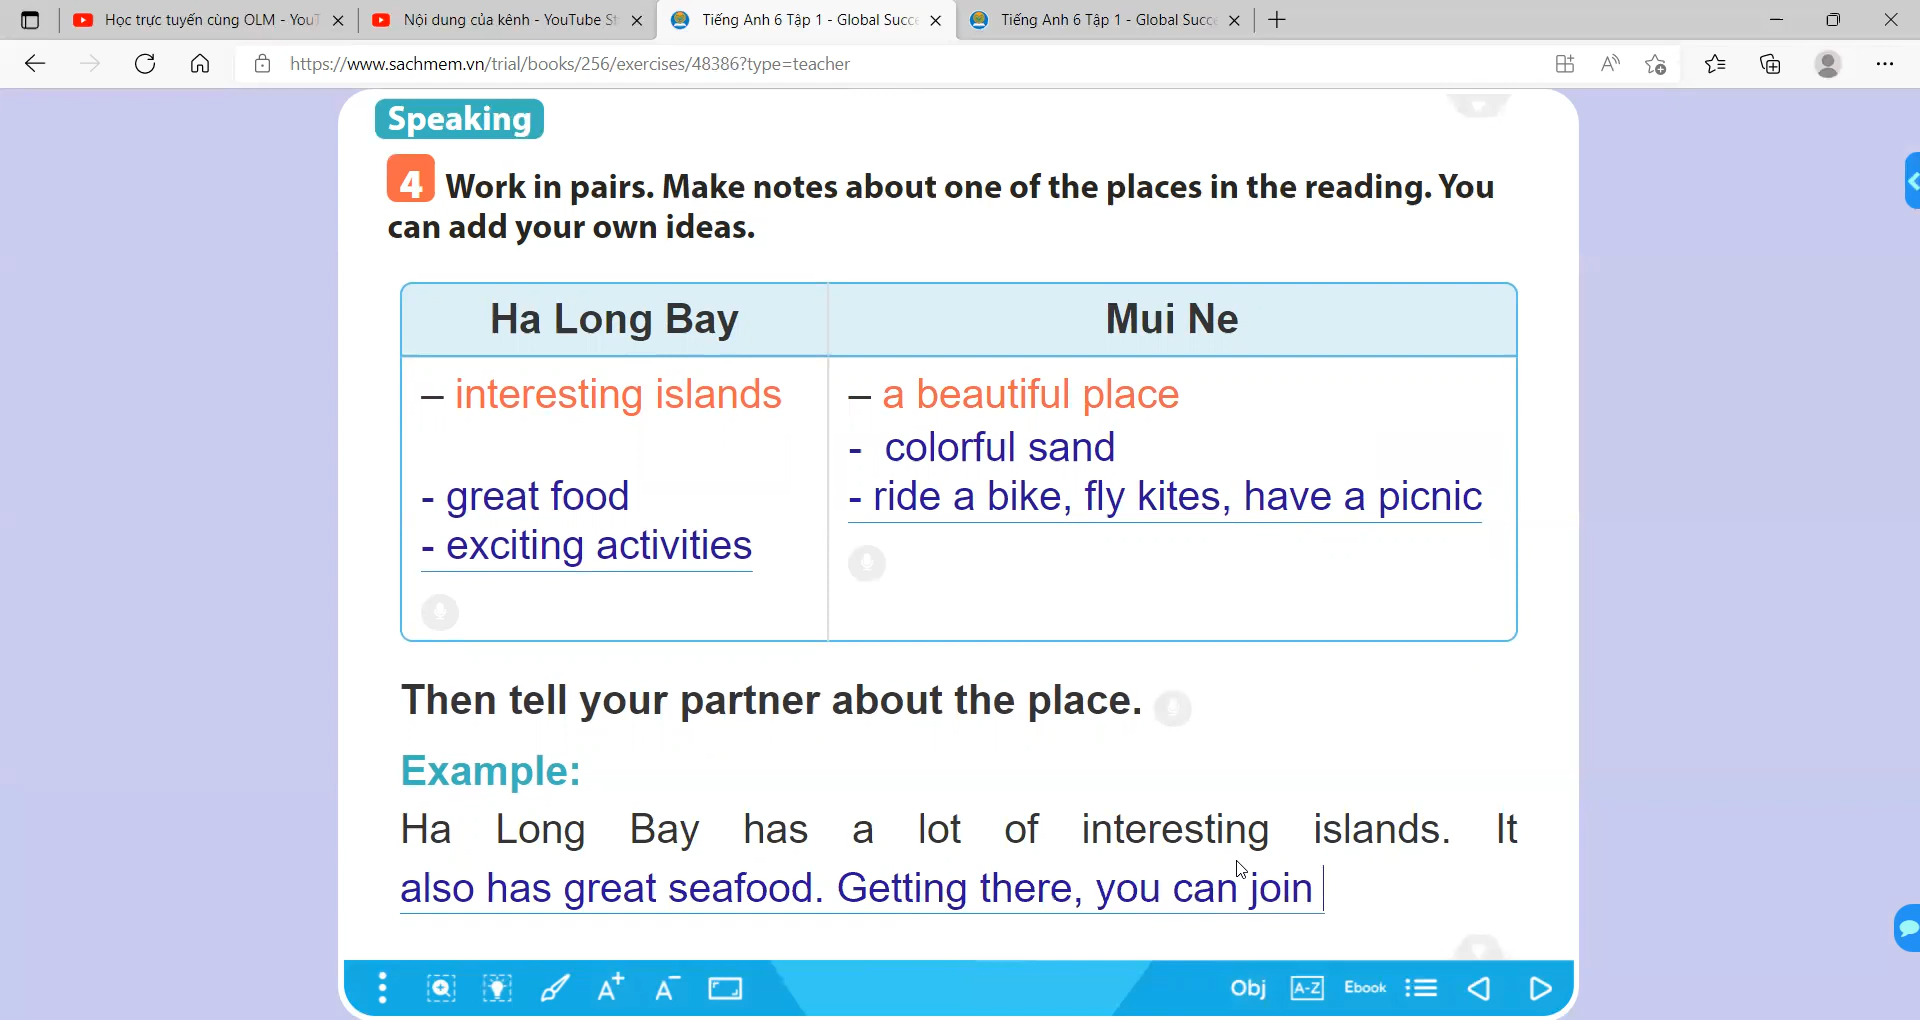 Học trực tuyến cùng OLM - YouT
Nội dung của kênh - YouTube St
Tiếng Anh 6 Tập 1 - Global Succe
Tiếng Anh 6 Tập 1 - Global Succe
https://www.sachmem.vn/trial/books/256/exercises/48386?type=teacher
Speaking
4 Work in pairs. Make notes about one of the places in the reading. You
can add your own ideas.
Ha Long Bay
– interesting islands
- great food
- exciting activities
Mui Ne
– a beautiful place
- colorful sand
- ride a bike, fly kites, have a picnic
Then tell your partner about the place.
Example:
Ha Long Bay has a lot of interesting islands. It
also has great seafood. Getting there, you can join
A+ A- Obj A-Z Ebook